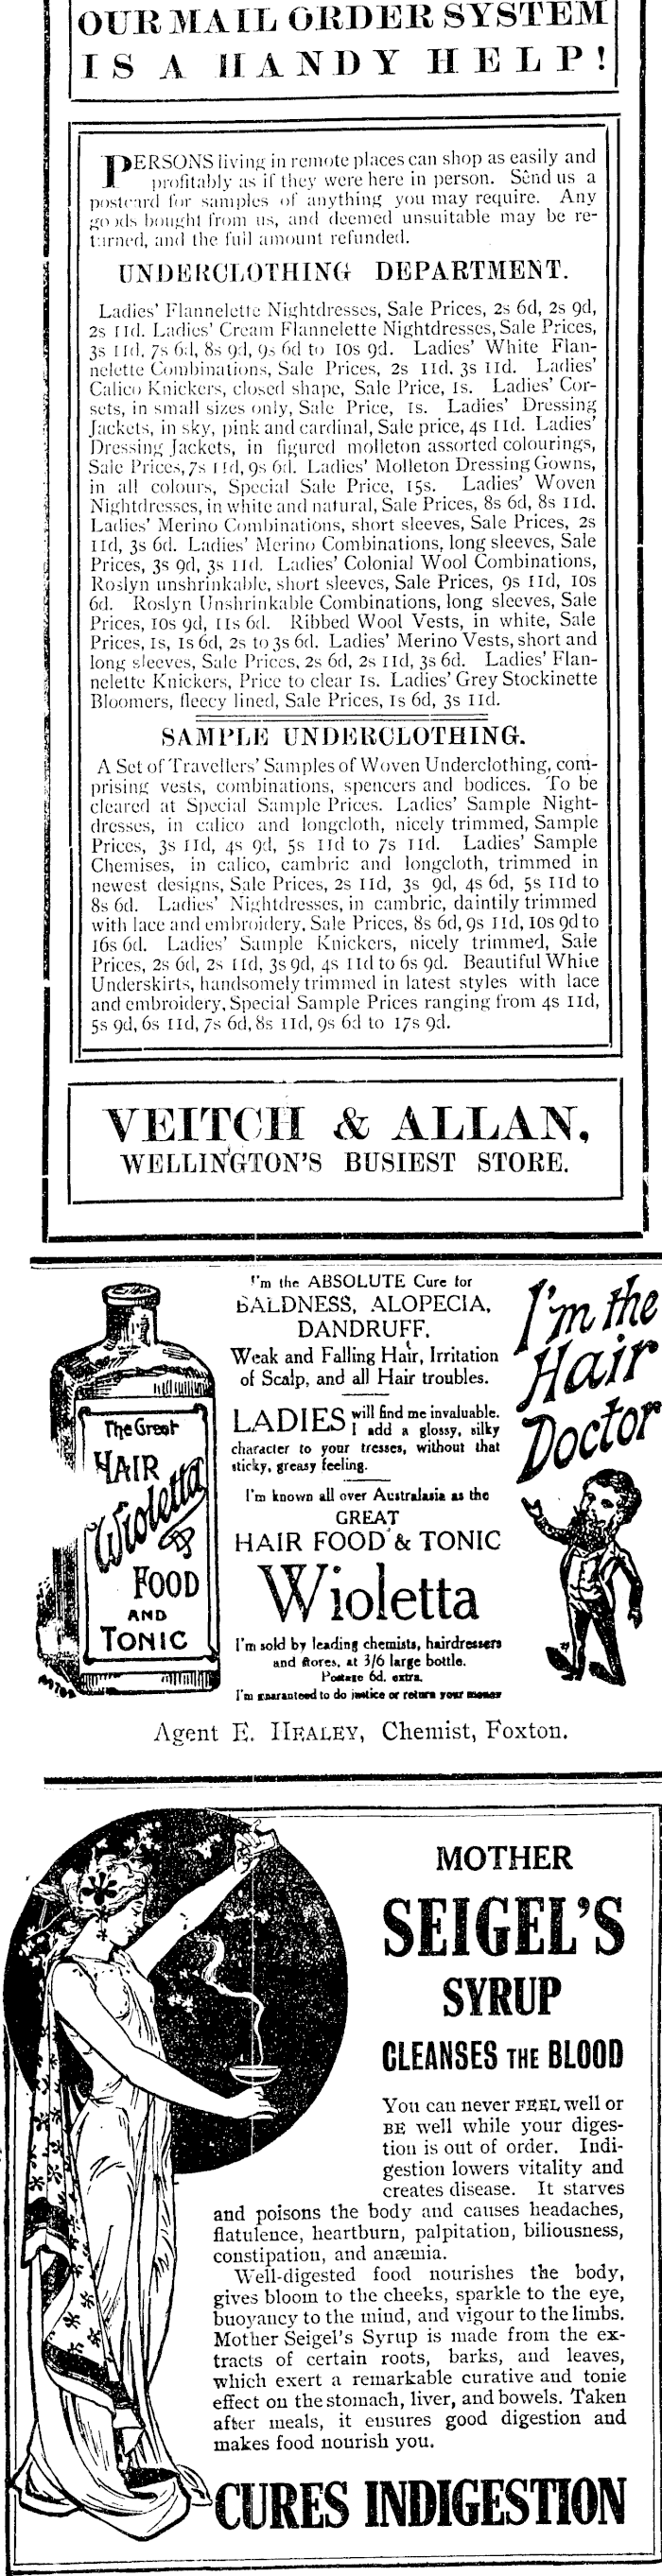 OUR MAIL ORDER SYSTEM
IS A HANDY HELP!
PERSONS living in remote places can shop as easily and
profitably as if they were here in person. Send us a
postcard for samples of anything you may require. Any
goods bought from us, and deemed unsuitable may be re-
turned, and the full amount refunded.
UNDERCLOTHING DEPARTMENT.
Ladies' Flannelette Nightdresses, Sale Prices, 2s 6d, 2s 9d,
2s 11d. Ladies' Cream Flannelette Nightdresses, Sale Prices,
3s 11d, 7s 6d, 8s 9d, 9s 6d to 10s 9d. Ladies' White Flan-
nelette Combinations, Sale Prices, 2s 11d, 3s 11d. Ladies'
Calico Knickers, closed shape, Sale Price, 1s. Ladies' Cor-
sets, in small sizes only, Sale Price, 1s. Ladies' Dressing
Jackets, in sky, pink and cardinal, Sale price, 4s 11d. Ladies'
Dressing Jackets, in figured molleton assorted colourings,
Sale Prices, 7s 11d, 9s 6d. Ladies' Molleton Dressing Gowns,
in all colours, Special Sale Price, 15s. Ladies' Woven
Nightdresses, in white and natural, Sale Prices, 8s 6d, 8s 11d.
Ladies' Merino Combinations, short sleeves, Sale Prices, 2s
11d, 3s 6d. Ladies' Merino Combinations, long sleeves, Sale
Prices, 3s 9d, 3s 11d. Ladies' Colonial Wool Combinations,
Roslyn unshrinkable, short sleeves, Sale Prices, 9s 11d, 10s
6d. Roslyn Unshrinkable Combinations, long sleeves, Sale
Prices, 10s 9d, 11s 6d. Ribbed Wool Vests, in white, Sale
Prices, 1s, 1s 6d, 2s to 3s 6d. Ladies' Merino Vests, short and
long sleeves, Sale Prices, 2s 6d, 2s 11d, 3s 6d. Ladies' Flan-
nelette Knickers, Price to clear 1s. Ladies' Grey Stockinette
Bloomers, fleecy lined, Sale Prices, 1s 6d, 3s 11d.
SAMPLE UNDERCLOTHING.
A Set of Travellers' Samples of Woven Underclothing, com-
prising vests, combinations, spencers and bodices. To be
cleared at Special Sample Prices. Ladies' Sample Night-
dresses, in calico and longcloth, nicely trimmed, Sample
Prices, 3s 11d, 4s 9d, 5s 11d to 7s 11d. Ladies' Sample
Chemises, in calico, cambric and longcloth, trimmed in
newest designs, Sale Prices, 2s 11d, 3s 9d, 4s 6d, 5s 11d to
8s 6d. Ladies' Nightdresses, in cambric, daintily trimmed
with lace and embroidery, Sale Prices, 8s 6d, 9s 11d, 10s 9d to
16s 6d. Ladies' Sample Knickers, nicely trimmed, Sale
Prices, 2s 6d, 2s 11d, 3s 9d, 4s 11d to 6s 9d. Beautiful White
Underskirts, handsomely trimmed in latest styles with lace
and embroidery, Special Sample Prices ranging from 4s 11d,
5s 9d, 6s 11d, 7s 6d, 8s 11d, 9s 6d to 17s 9d.
VEITCH & ALLAN,
WELLINGTON'S BUSIEST STORE.
The Great
HAIR
Wioletta
FOOD
AND
TONIC
I'm the ABSOLUTE Cure for
BALDNESS, ALOPECIA,
DANDRUFF,
Weak and Falling Hair, Irritation
of Scalp, and all Hair troubles.
LADIES will find me invaluable.
I add a glossy, silky
character to your tresses, without that
sticky, greasy feeling.
I'm known all over Australasia as the
GREAT
HAIR FOOD & TONIC
Wioletta
I'm sold by leading chemists, hairdressers
and stores, at 3/6 large bottle.
Postage 6d. extra.
I'm guaranteed to do justice or return your money
I'm the
Hair
Doctor
Agent E. HEALEY, Chemist, Foxton.
MOTHER
SEIGEL'S
SYRUP
CLEANSES THE BLOOD
You can never FEEL well or
BE well while your diges-
tion is out of order. Indi-
gestion lowers vitality and
creates disease. It starves
and poisons the body and causes headaches,
flatulence, heartburn, palpitation, biliousness,
constipation, and anæmia.
Well-digested food nourishes the body,
gives bloom to the cheeks, sparkle to the eye,
buoyancy to the mind, and vigour to the limbs.
Mother Seigel's Syrup is made from the ex-
tracts of certain roots, barks, and leaves,
which exert a remarkable curative and tonic
effect on the stomach, liver, and bowels. Taken
after meals, it ensures good digestion and
makes food nourish you.
CURES INDIGESTION